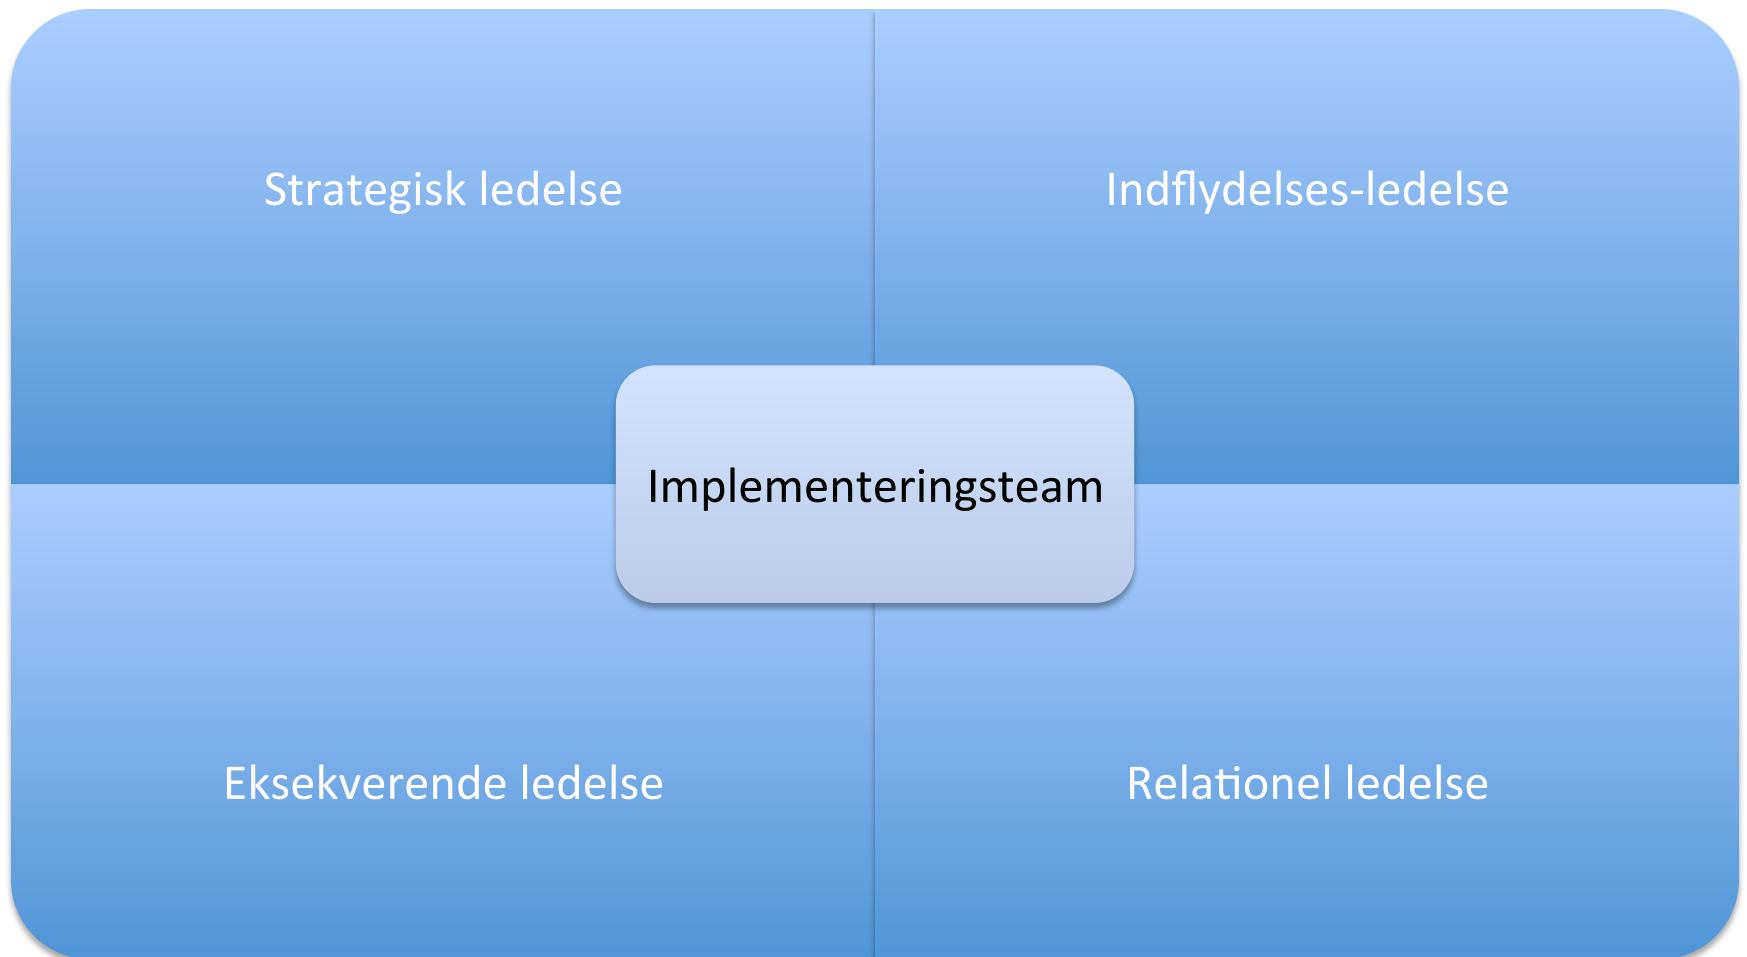 Strategisk ledelse
Indflydelses-ledelse
Implementeringsteam
Eksekverende ledelse
Relationel ledelse